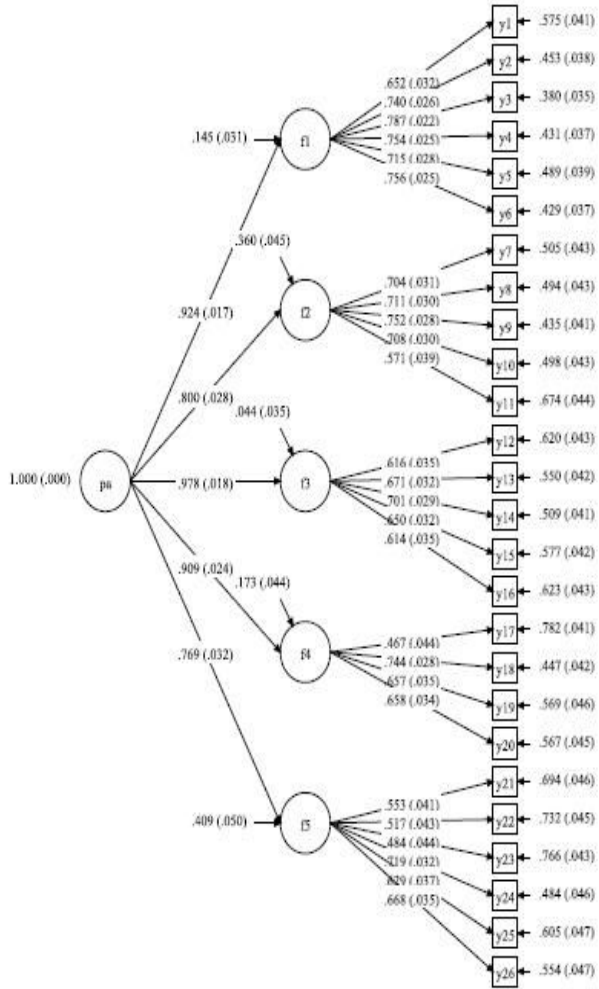 y1 .575 (.041)
y2 .453 (.038)
.652 (.032)
.740 (.026)
y3 .380 (.035)
.787 (.022)
.145 (.031) f1 .754 (.025) y4 .431 (.037)
.715 (.028)
y5 .489 (.039)
.756 (.025)
y6 .429 (.037)
.360 (.045)
y7 .505 (.043)
.704 (.031)
y8 .494 (.043)
.711 (.030)
.924 (.017) f2 .752 (.028) y9 .435 (.041)
.708 (.030)
y10 .498 (.043)
.571 (.039)
.800 (.028) y11 .674 (.044)
.044 (.035)
y12 .620 (.043)
.616 (.035)
1.000 (.000) pa .978 (.018) f3 .671 (.032) y13 .550 (.042)
.701 (.029)
y14 .509 (.041)
.650 (.032)
y15 .577 (.042)
.614 (.035)
.909 (.024)
.173 (.044) y16 .623 (.043)
y17 .782 (.041)
.467 (.044)
.769 (.032) f4 .744 (.028) y18 .447 (.042)
.657 (.035)
y19 .569 (.046)
.658 (.034)
y20 .567 (.045)
y21 .694 (.046)
.553 (.041)
.409 (.050) f5 .517 (.043) y22 .732 (.045)
.484 (.044)
y23 .766 (.043)
.719 (.032)
.629 (.037) y24 .484 (.046)
.668 (.035)
y25 .605 (.047)
y26 .554 (.047)